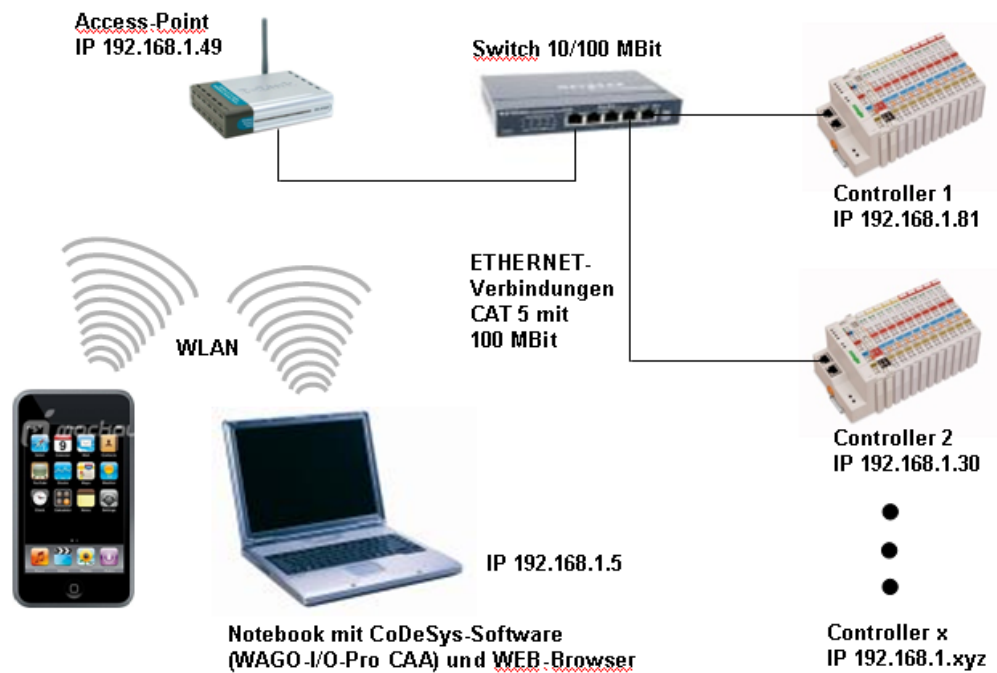 Access-Point
IP 192.168.1.49
Switch 10/100 MBit
Controller 1
IP 192.168.1.81
ETHERNET-
Verbindungen
CAT 5 mit
100 MBit
WLAN
Controller 2
IP 192.168.1.30
IP 192.168.1.5
Notebook mit CoDeSys-Software
(WAGO-I/O-Pro CAA) und WEB-Browser
Controller x
IP 192.168.1.xyz